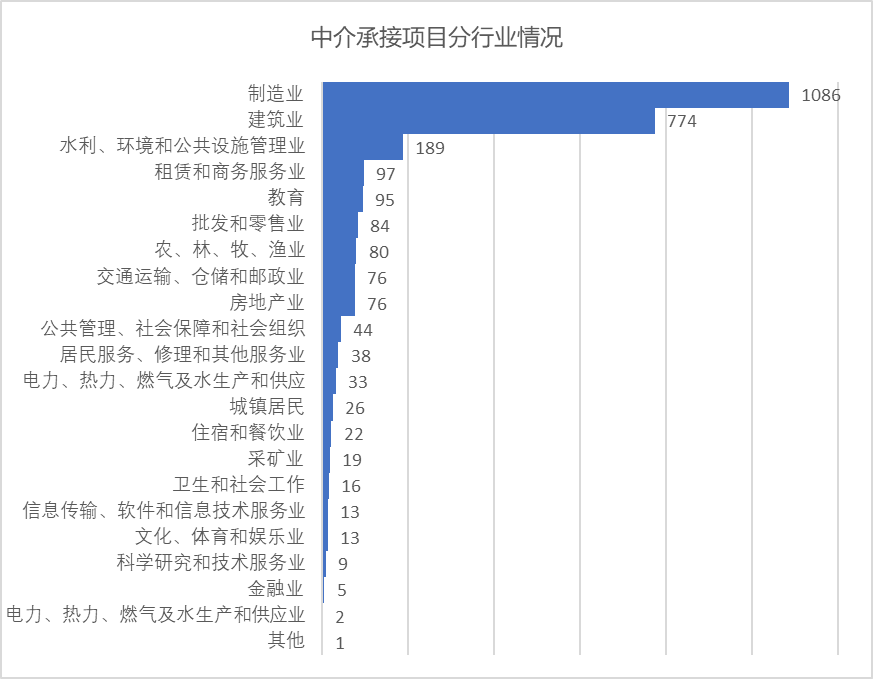 中介承接项目分行业情况
制造业 1086
建筑业 774
水利、环境和公共设施管理业 189
租赁和商务服务业 97
教育 95
批发和零售业 84
农、林、牧、渔业 80
交通运输、仓储和邮政业 76
房地产业 76
公共管理、社会保障和社会组织 44
居民服务、修理和其他服务业 38
电力、热力、燃气及水生产和供应 33
城镇居民 26
住宿和餐饮业 22
采矿业 19
卫生和社会工作 16
信息传输、软件和信息技术服务业 13
文化、体育和娱乐业 13
科学研究和技术服务业 9
金融业 5
电力、热力、燃气及水生产和供应业 2
其他 1